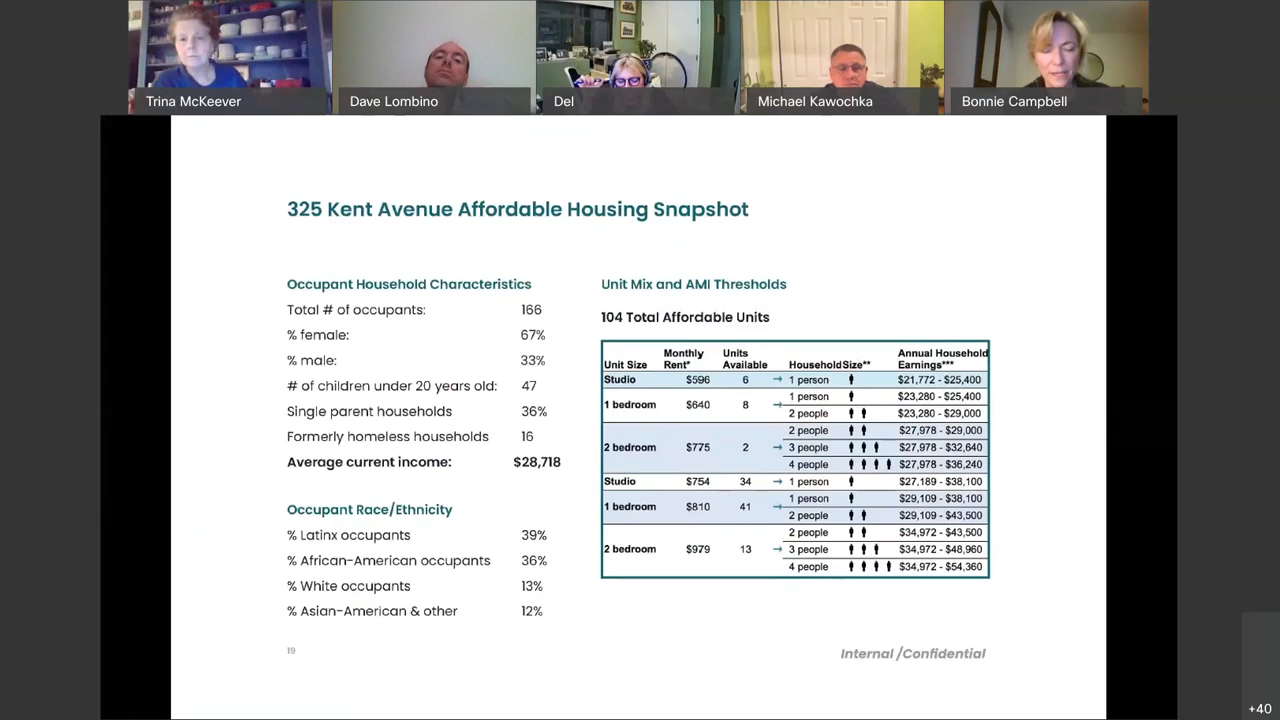 Trina McKeever
Dave Lombino
Del
Michael Kawochka
Bonnie Campbell
325 Kent Avenue Affordable Housing Snapshot
Occupant Household Characteristics
Total # of occupants: 166
% female: 67%
% male: 33%
# of children under 20 years old: 47
Single parent households 36%
Formerly homeless households 16
Average current income: $28,718
Occupant Race/Ethnicity
% Latinx occupants 39%
% African-American occupants 36%
% White occupants 13%
% Asian-American & other 12%
Unit Mix and AMI Thresholds
104 Total Affordable Units
Unit Size Monthly Rent* Units Available HouseholdSize** Annual Household Earnings***
Studio $596 6 → 1 person $21,772 - $25,400
1 bedroom $640 8 → 1 person $23,280 - $25,400
2 people $23,280 - $29,000
2 bedroom $775 2 → 2 people $27,978 - $29,000
3 people $27,978 - $32,640
4 people $27,978 - $36,240
Studio $754 34 → 1 person $27,189 - $38,100
1 bedroom $810 41 → 1 person $29,109 - $38,100
2 people $29,109 - $43,500
2 bedroom $979 13 → 2 people $34,972 - $43,500
3 people $34,972 - $48,960
4 people $34,972 - $54,360
19
Internal /Confidential
+40